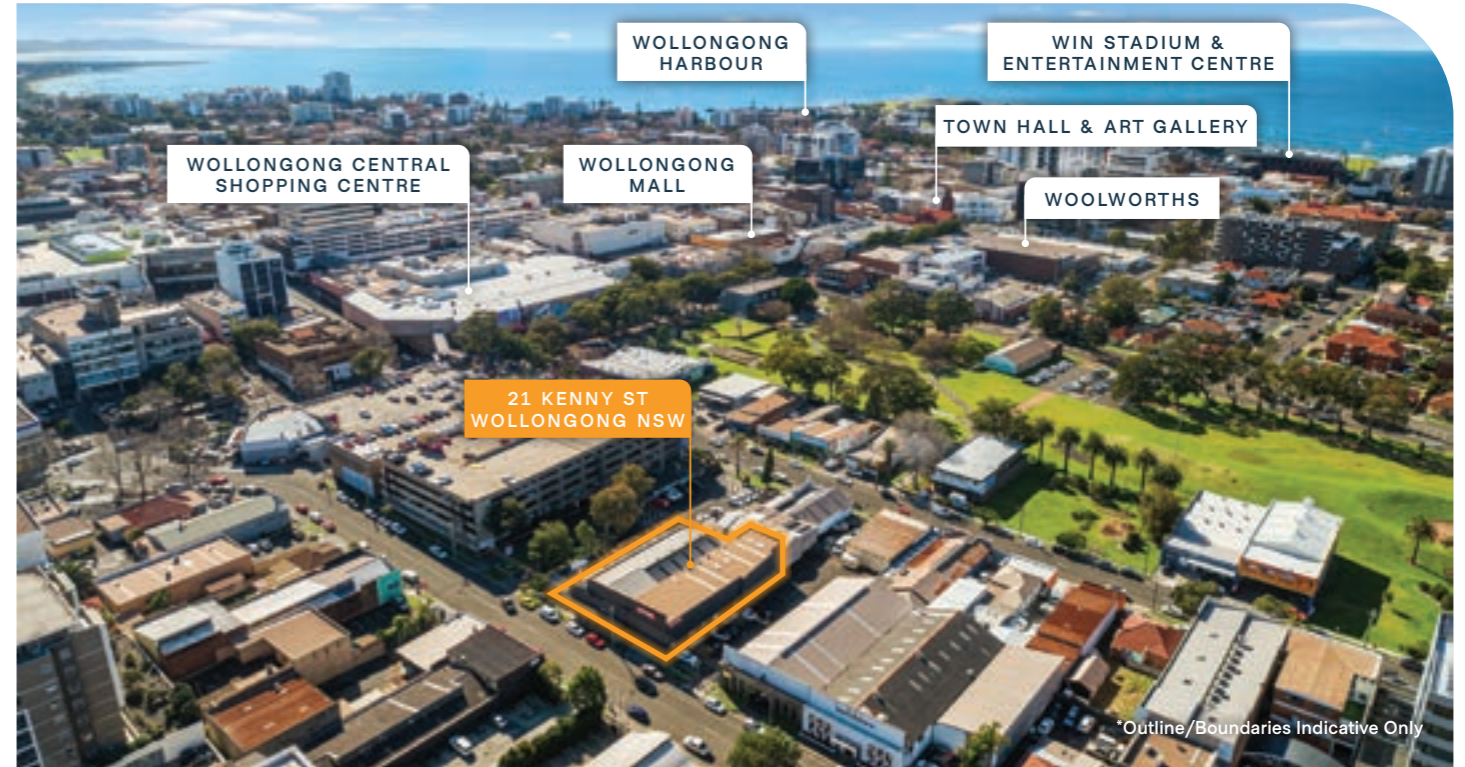 WOLLONGONG
HARBOUR
WIN STADIUM &
ENTERTAINMENT CENTRE
TOWN HALL & ART GALLERY
WOLLONGONG CENTRAL
SHOPPING CENTRE
WOLLONGONG
MALL
WOOLWORTHS
21 KENNY ST
WOLLONGONG NSW
*Outline/Boundaries Indicative Only